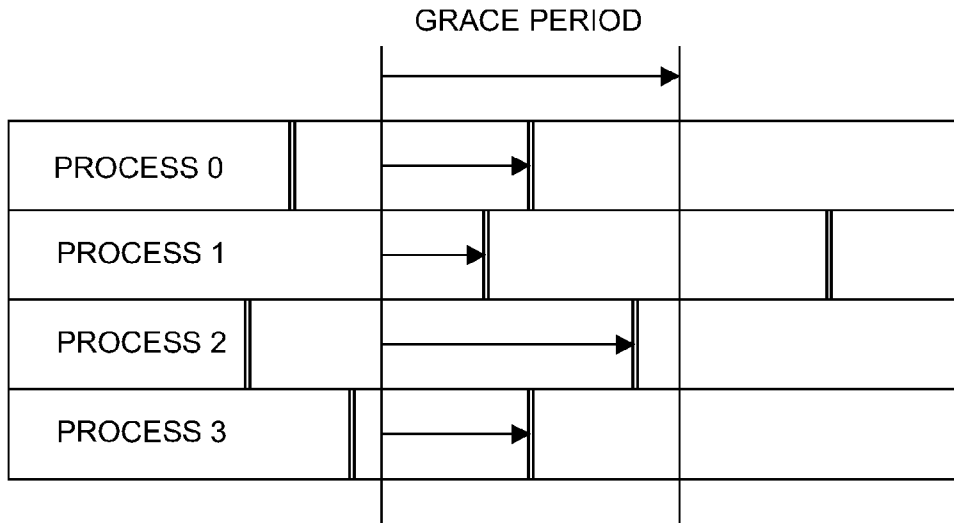 GRACE PERIOD
PROCESS 0
PROCESS 1
PROCESS 2
PROCESS 3